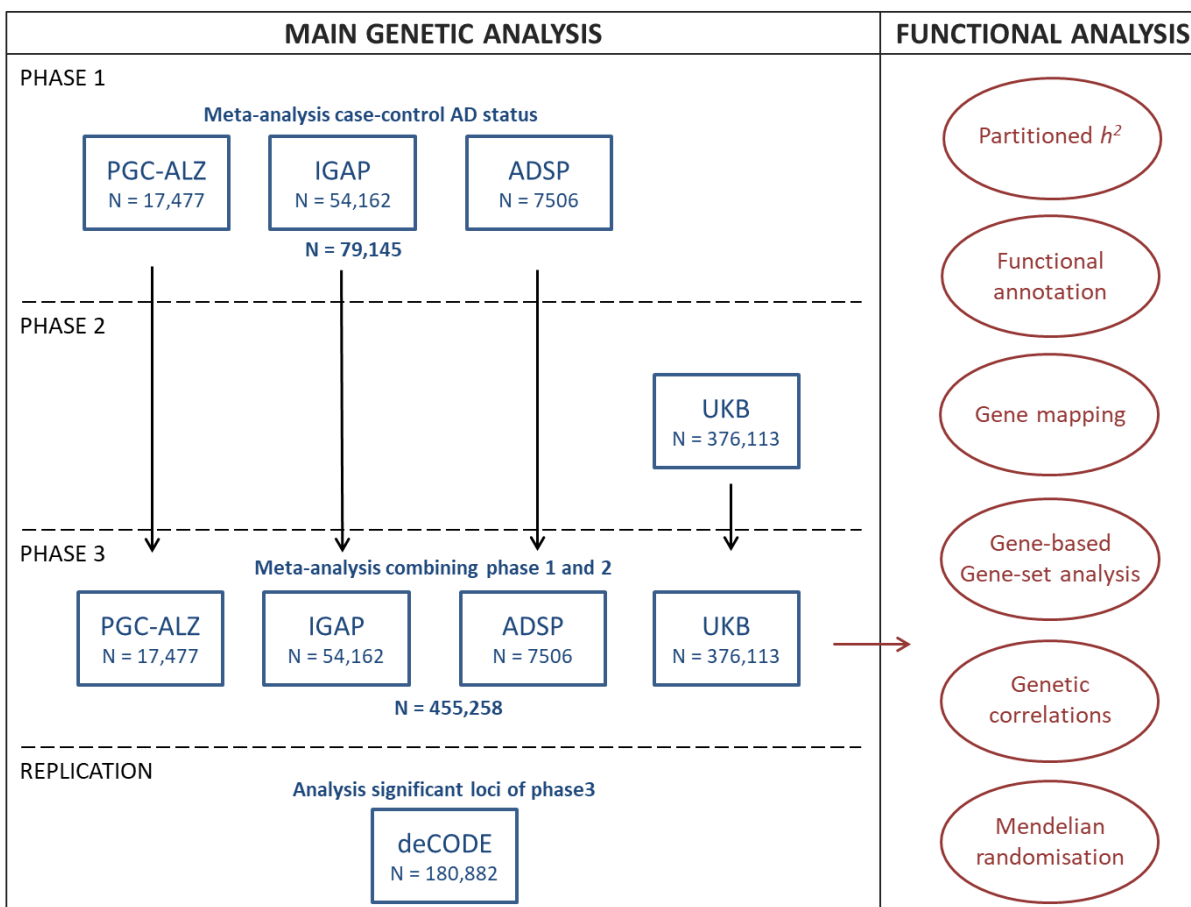 MAIN GENETIC ANALYSIS
FUNCTIONAL ANALYSIS
PHASE 1
Meta-analysis case-control AD status
PGC-ALZ
N = 17,477
IGAP
N = 54,162
ADSP
N = 7506
N = 79,145
PHASE 2
UKB
N = 376,113
PHASE 3
Meta-analysis combining phase 1 and 2
PGC-ALZ
N = 17,477
IGAP
N = 54,162
ADSP
N = 7506
UKB
N = 376,113
N = 455,258
REPLICATION
Analysis significant loci of phase3
deCODE
N = 180,882
Partitioned h²
Functional
annotation
Gene mapping
Gene-based
Gene-set analysis
Genetic
correlations
Mendelian
randomisation